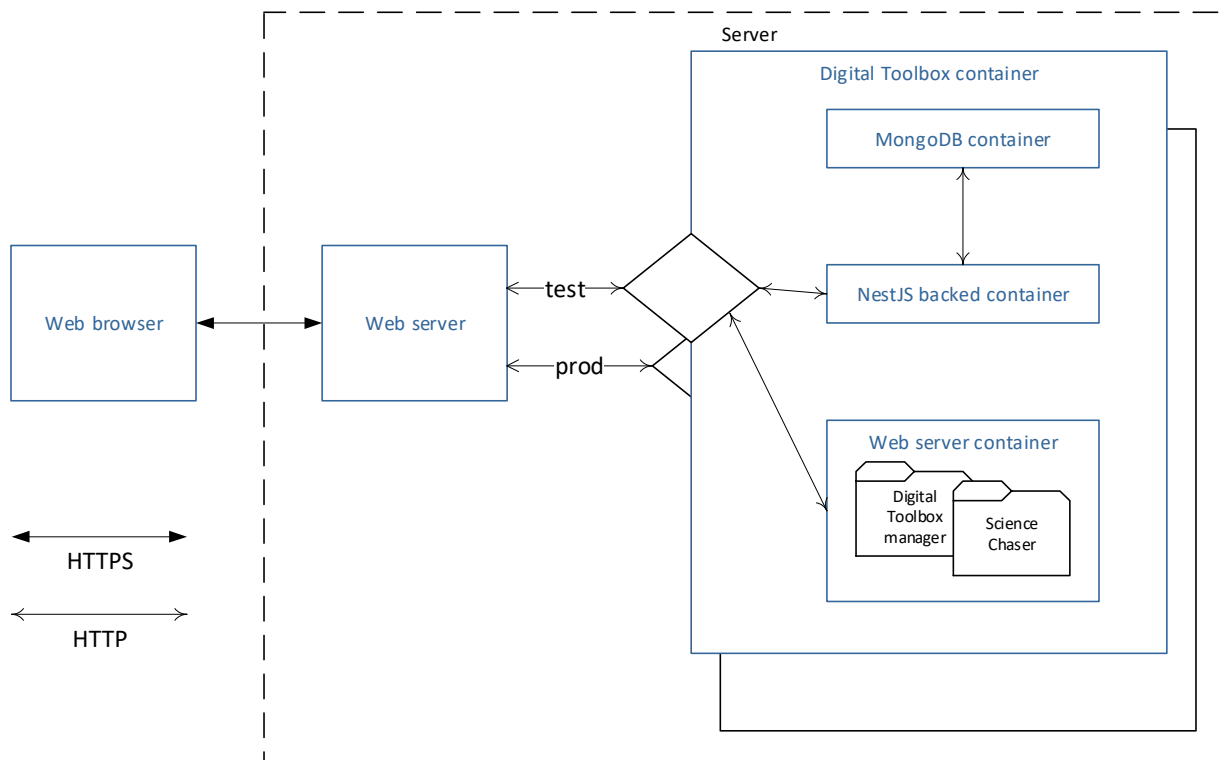 Server
Digital Toolbox container
MongoDB container
Web browser
Web server
test
NestJS backed container
prod
Web server container
Digital
Toolbox
manager
Science
Chaser
HTTPS
HTTP